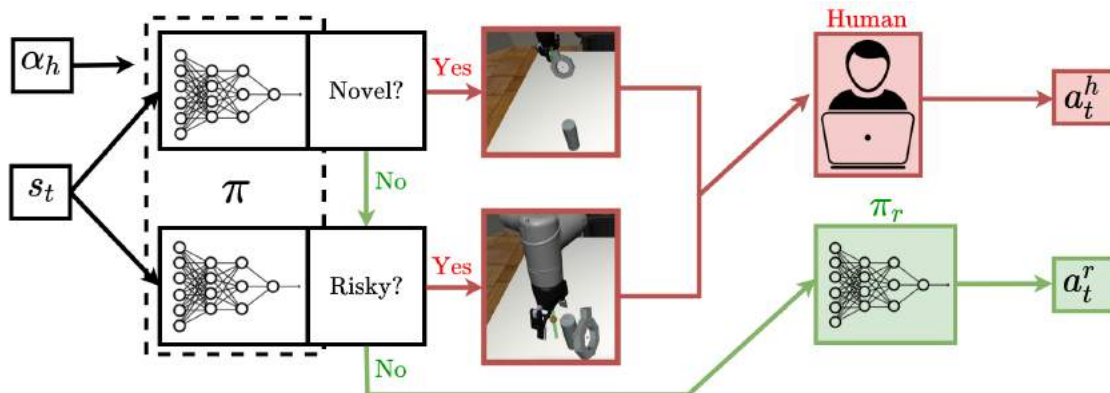 Human
α_h
Novel?
Yes
a_t^h
s_t
π
No
π_r
Risky?
Yes
a_t^r
No